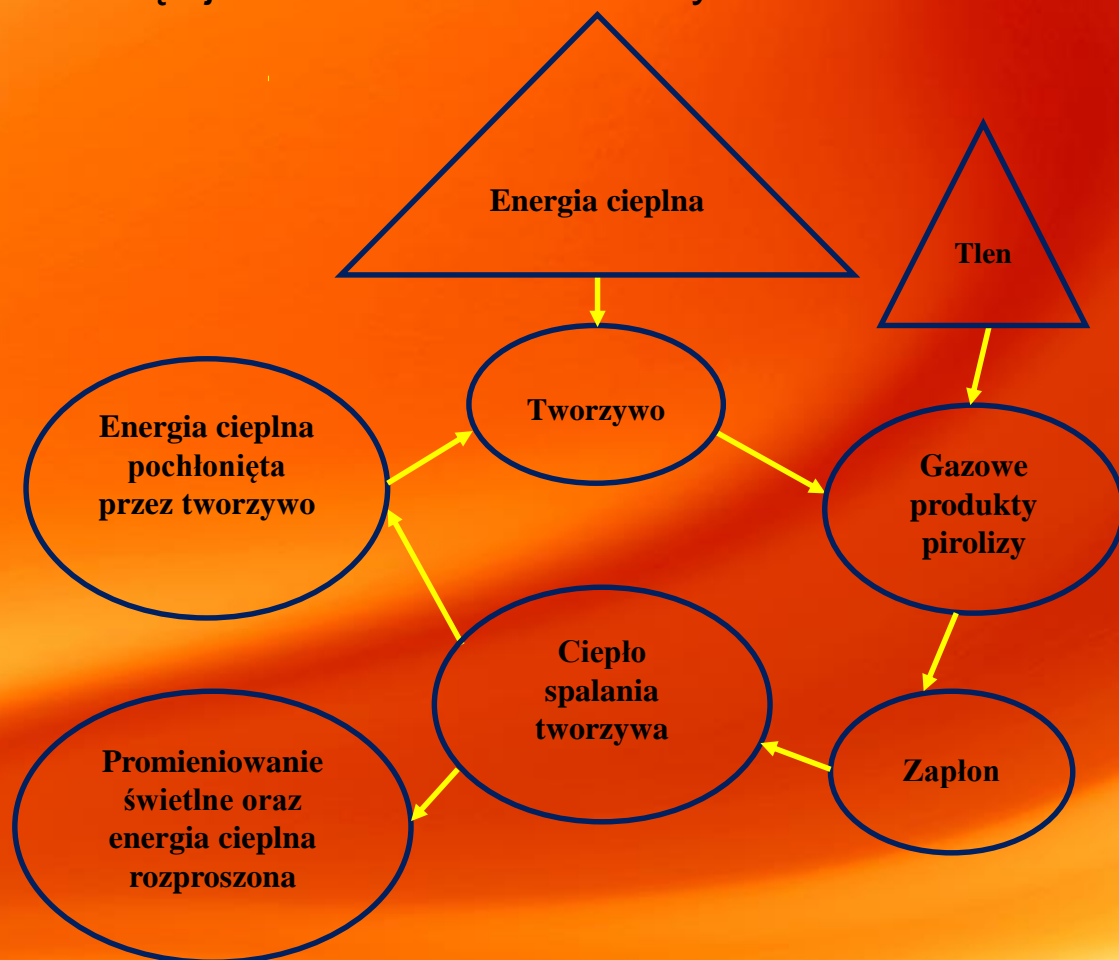 Energia cieplna
Tlen
Tworzywo
Energia cieplna
pochłonięta
przez tworzywo
Gazowe
produkty
pirolizy
Ciepło
spalania
tworzywa
Zapłon
Promieniowanie
świetlne oraz
energia cieplna
rozproszona